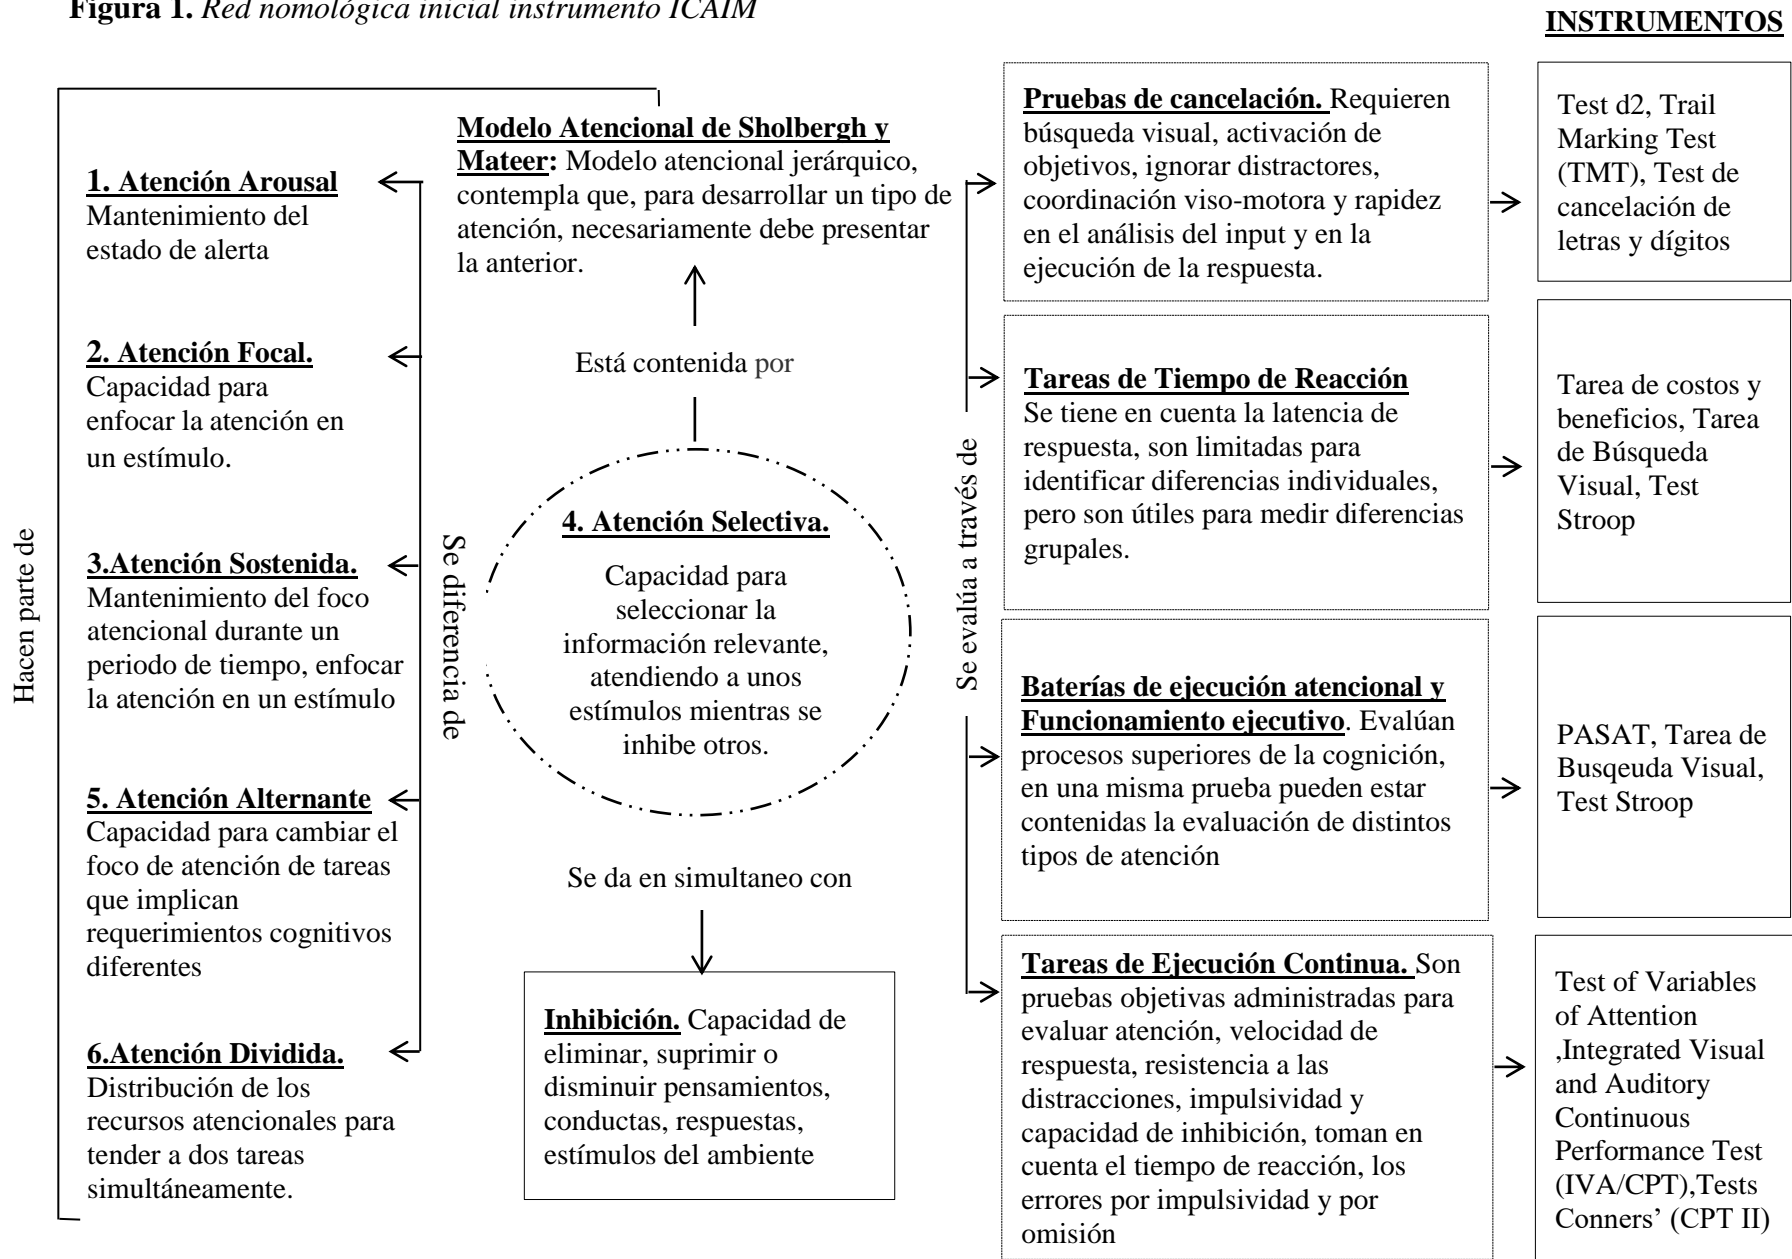 Figura 1. Red nomológica inicial instrumento ICAIM
INSTRUMENTOS
Hacen parte de
1. Atención Arousal
Mantenimiento del
estado de alerta
2. Atención Focal.
Capacidad para
enfocar la atención en
un estímulo.
3.Atención Sostenida.
Mantenimiento del foco
atencional durante un
periodo de tiempo, enfocar
la atención en un estímulo
5. Atención Alternante
Capacidad para cambiar el
foco de atención de tareas
que implican
requerimientos cognitivos
diferentes
6.Atención Dividida.
Distribución de los
recursos atencionales para
tender a dos tareas
simultáneamente.
Se diferencia de
Modelo Atencional de Sholbergh y
Mateer: Modelo atencional jerárquico,
contempla que, para desarrollar un tipo de
atención, necesariamente debe presentar
la anterior.
Está contenida por
4. Atención Selectiva.
Capacidad para
seleccionar la
información relevante,
atendiendo a unos
estímulos mientras se
inhibe otros.
Se da en simultaneo con
Inhibición. Capacidad de
eliminar, suprimir o
disminuir pensamientos,
conductas, respuestas,
estímulos del ambiente
Se evalúa a través de
Pruebas de cancelación. Requieren
búsqueda visual, activación de
objetivos, ignorar distractores,
coordinación viso-motora y rapidez
en el análisis del input y en la
ejecución de la respuesta.
Test d2, Trail
Marking Test
(TMT), Test de
cancelación de
letras y dígitos
Tareas de Tiempo de Reacción
Se tiene en cuenta la latencia de
respuesta, son limitadas para
identificar diferencias individuales,
pero son útiles para medir diferencias
grupales.
Tarea de costos y
beneficios, Tarea
de Búsqueda
Visual, Test
Stroop
Baterías de ejecución atencional y
Funcionamiento ejecutivo. Evalúan
procesos superiores de la cognición,
en una misma prueba pueden estar
contenidas la evaluación de distintos
tipos de atención
PASAT, Tarea de
Busqeuda Visual,
Test Stroop
Tareas de Ejecución Continua. Son
pruebas objetivas administradas para
evaluar atención, velocidad de
respuesta, resistencia a las
distracciones, impulsividad y
capacidad de inhibición, toman en
cuenta el tiempo de reacción, los
errores por impulsividad y por
omisión
Test of Variables
of Attention
,Integrated Visual
and Auditory
Continuous
Performance Test
(IVA/CPT),Tests
Conners’ (CPT II)